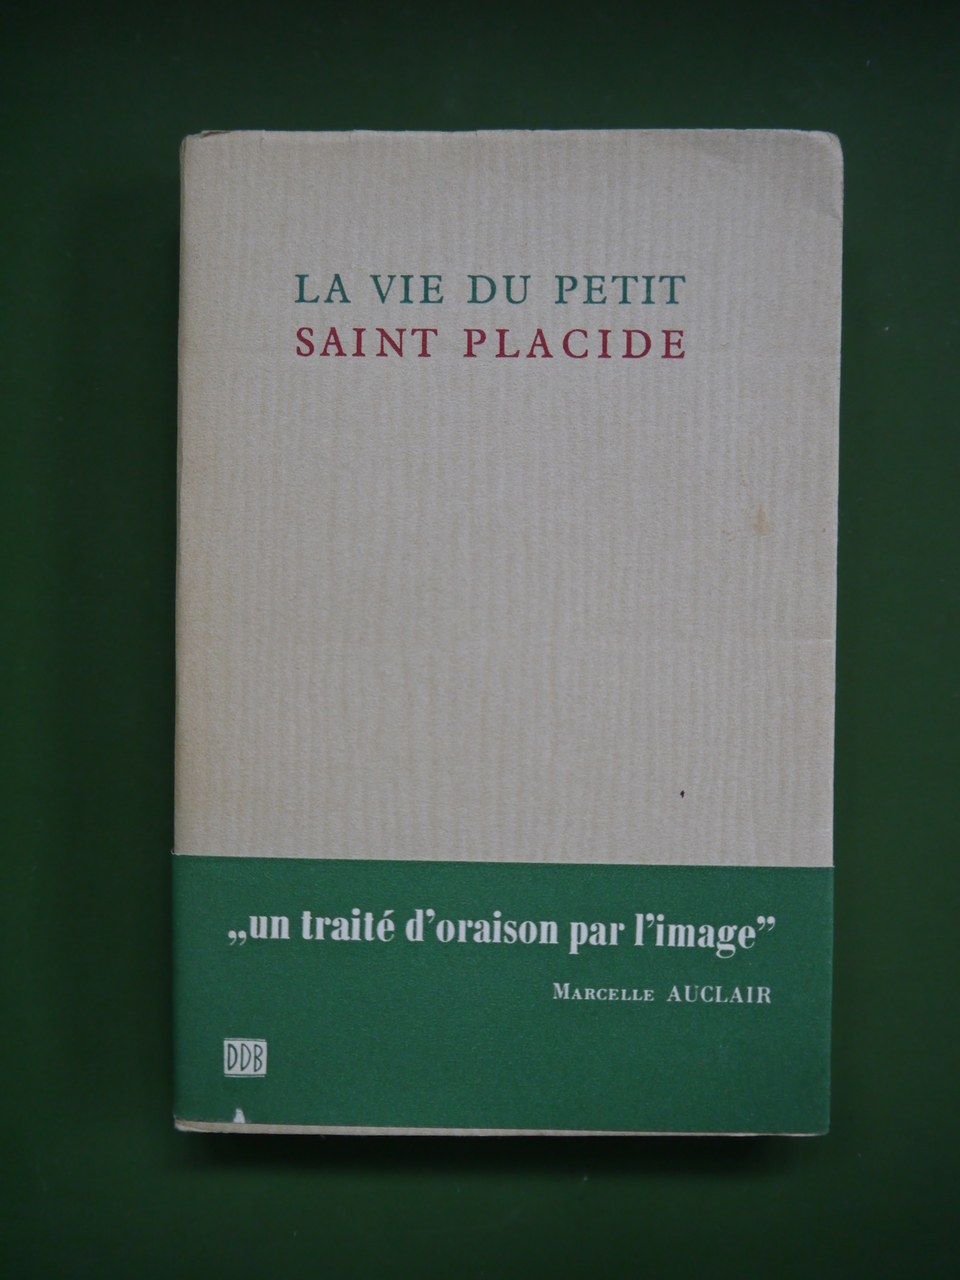 LA VIE DU PETIT
SAINT PLACIDE
„un traité d’oraison par l’image”
MARCELLE AUCLAIR
DDB